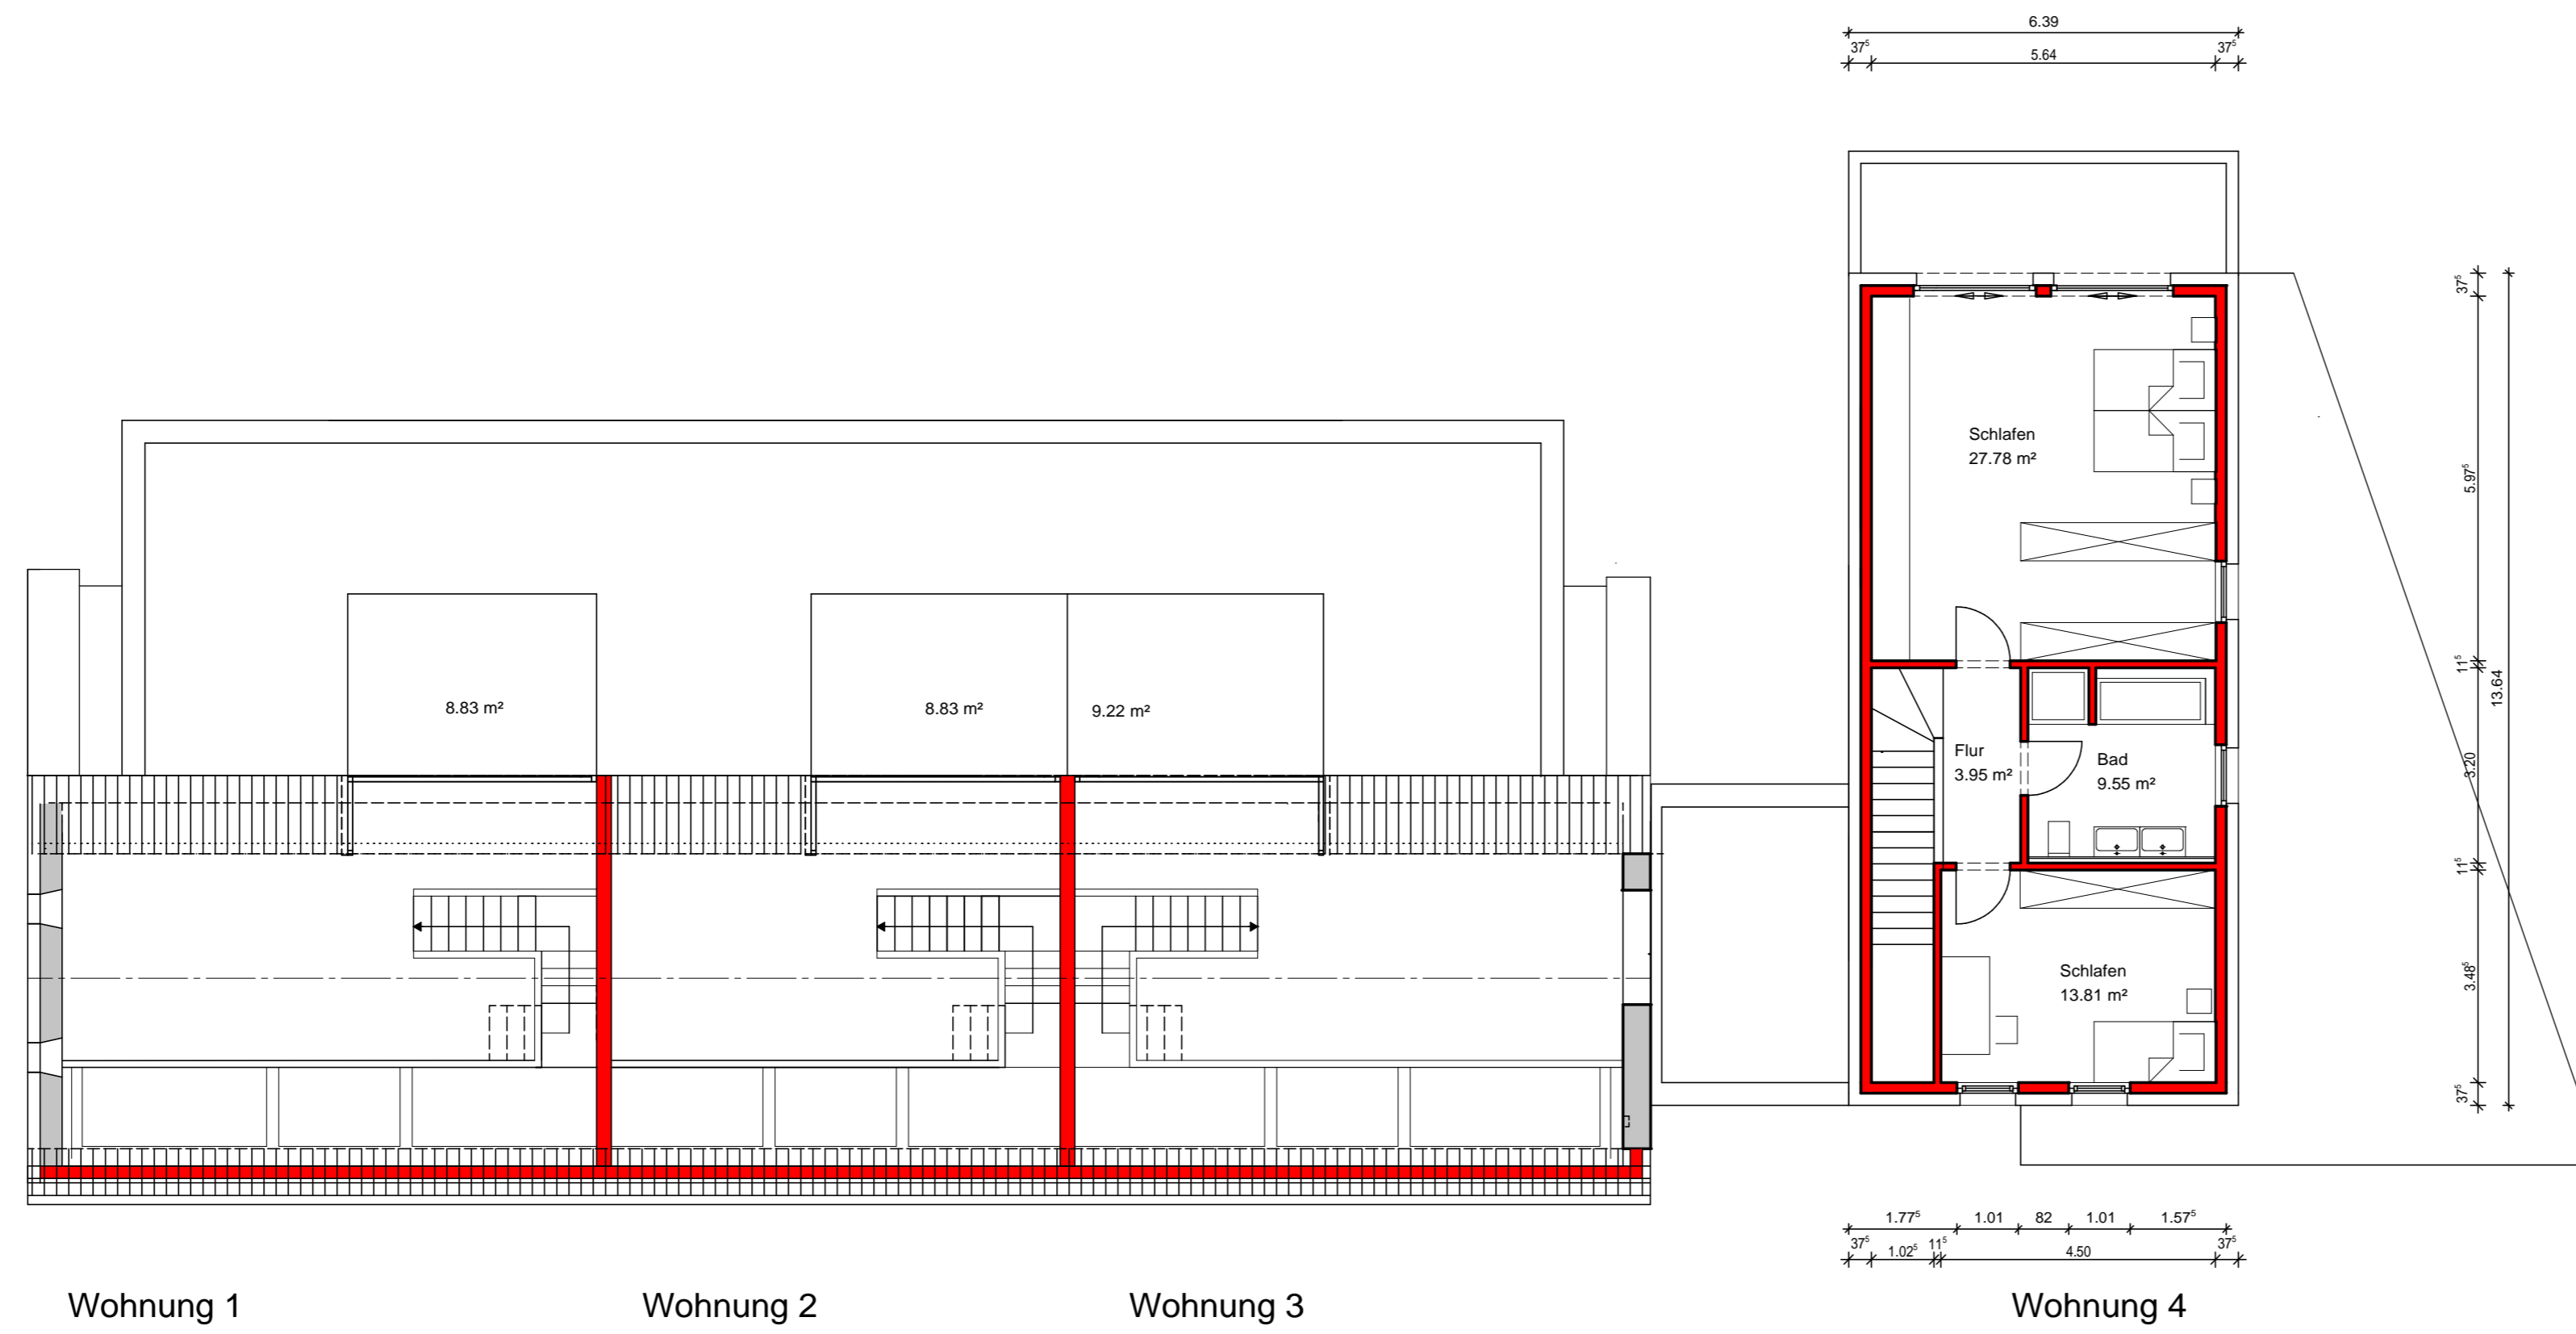 6.39
37⁵ 5.64 37⁵
37⁵
Schlafen
27.78 m²
5.97⁵
11⁵
13.64
8.83 m²
8.83 m²
9.22 m²
Flur
3.95 m²
Bad
9.55 m²
3.20
11⁵
Schlafen
13.81 m²
3.48⁵
37⁵
1.77⁵ 1.01 82 1.01 1.57⁵
37⁵ 1.02⁵ 11⁵ 4.50 37⁵
Wohnung 1 Wohnung 2 Wohnung 3 Wohnung 4